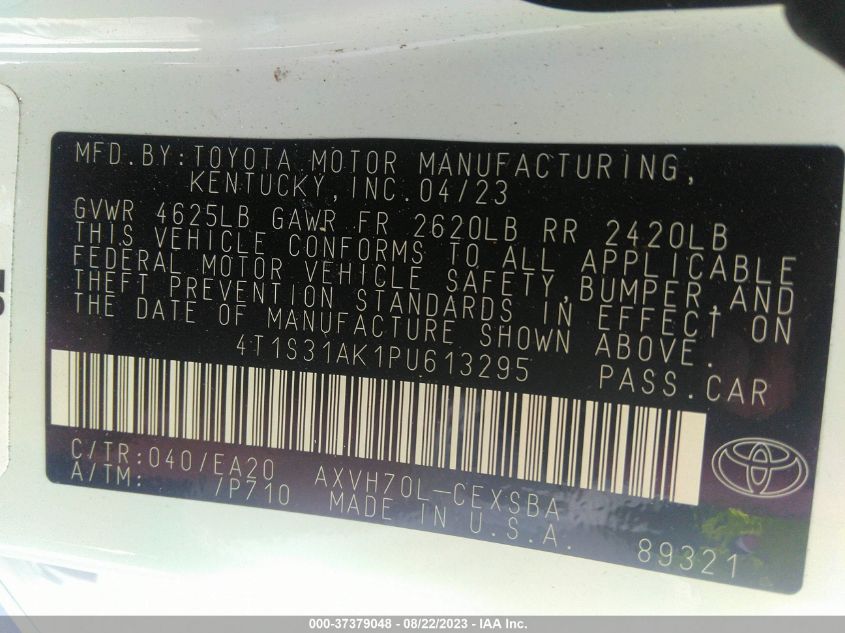 MFD.BY:TOYOTA MOTOR MANUFACTURING,
KENTUCKY,INC.04/23
GVWR 4625LB GAWR FR 2620LB RR 2420LB
THIS VEHICLE CONFORMS TO ALL APPLICABLE
FEDERAL MOTOR VEHICLE SAFETY,BUMPER,AND
THEFT PREVENTION STANDARDS IN EFFECT ON
THE DATE OF MANUFACTURE SHOWN ABOVE.
4T1S31AK1PU613295 PASS.CAR
C/TR:040/EA20 AXVH70L-CEXSBA
A/TM: /P710 MADE IN U.S.A.
89321
000-37379048 - 08/22/2023 - IAA Inc.